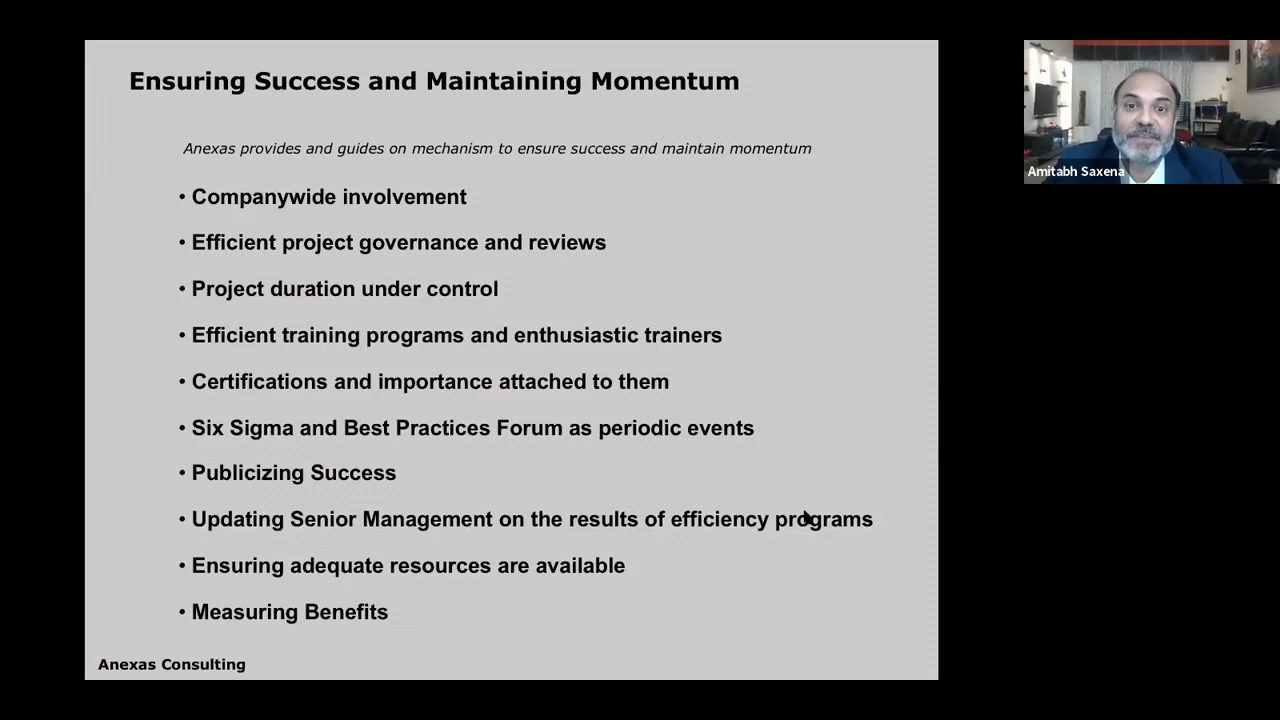 Ensuring Success and Maintaining Momentum
Anexas provides and guides on mechanism to ensure success and maintain momentum
• Companywide involvement
• Efficient project governance and reviews
• Project duration under control
• Efficient training programs and enthusiastic trainers
• Certifications and importance attached to them
• Six Sigma and Best Practices Forum as periodic events
• Publicizing Success
• Updating Senior Management on the results of efficiency programs
• Ensuring adequate resources are available
• Measuring Benefits
Anexas Consulting
Amitabh Saxena